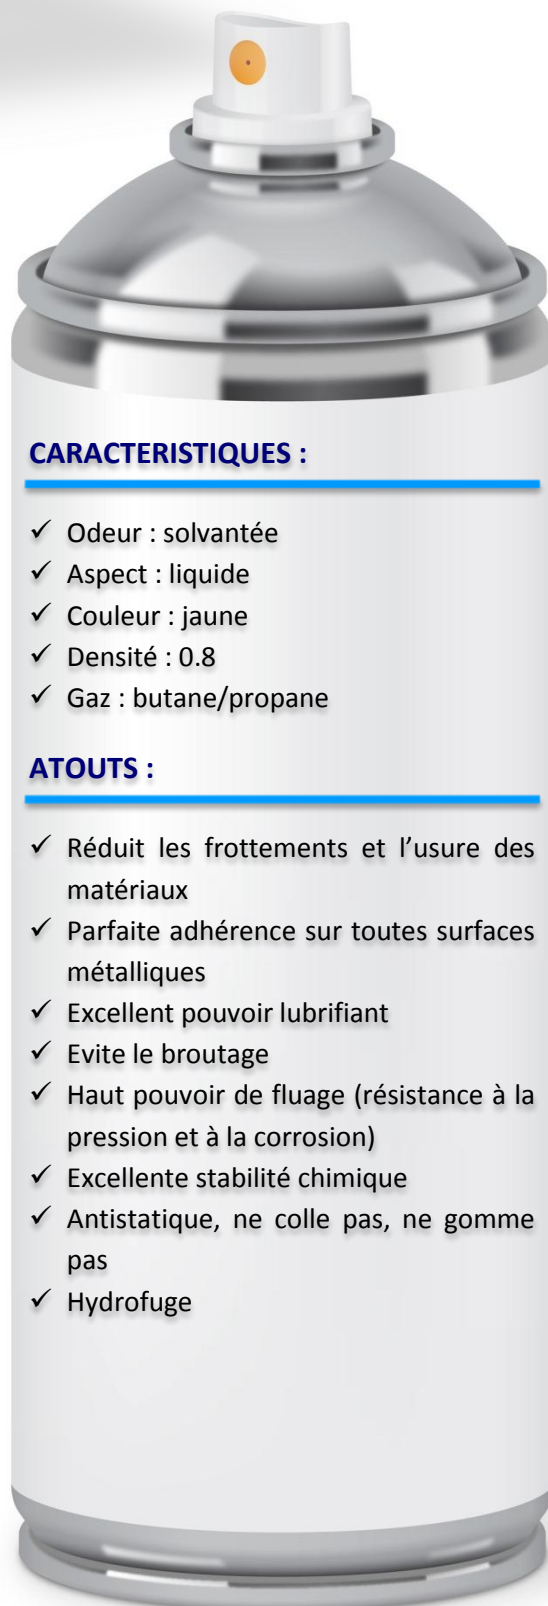 CARACTERISTIQUES :
✓ Odeur : solvantée
✓ Aspect : liquide
✓ Couleur : jaune
✓ Densité : 0.8
✓ Gaz : butane/propane
ATOUTS :
✓ Réduit les frottements et l’usure des
matériaux
✓ Parfaite adhérence sur toutes surfaces
métalliques
✓ Excellent pouvoir lubrifiant
✓ Evite le broutage
✓ Haut pouvoir de fluage (résistance à la
pression et à la corrosion)
✓ Excellente stabilité chimique
✓ Antistatique, ne colle pas, ne gomme
pas
✓ Hydrofuge